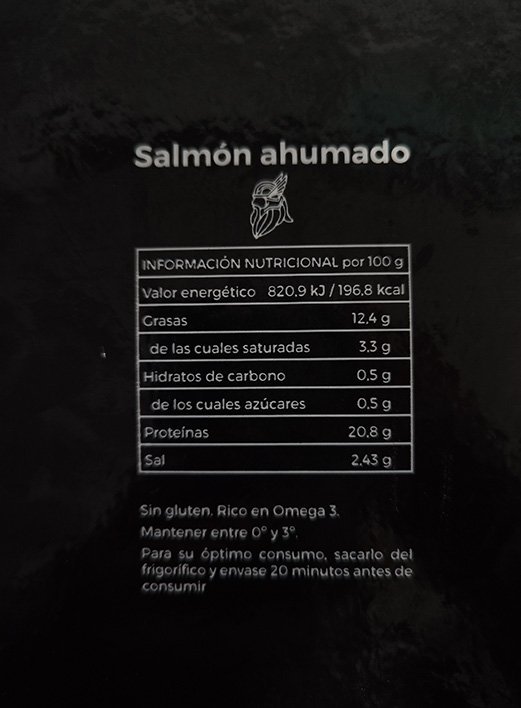 Salmón ahumado
INFORMACIÓN NUTRICIONAL por 100 g
Valor energético 820,9 kJ / 196,8 kcal
Grasas 12,4 g
de las cuales saturadas 3,3 g
Hidratos de carbono 0,5 g
de los cuales azúcares 0,5 g
Proteínas 20,8 g
Sal 2,43 g
Sin gluten. Rico en Omega 3.
Mantener entre 0º y 3º.
Para su óptimo consumo, sacarlo del
frigorífico y envase 20 minutos antes de
consumir